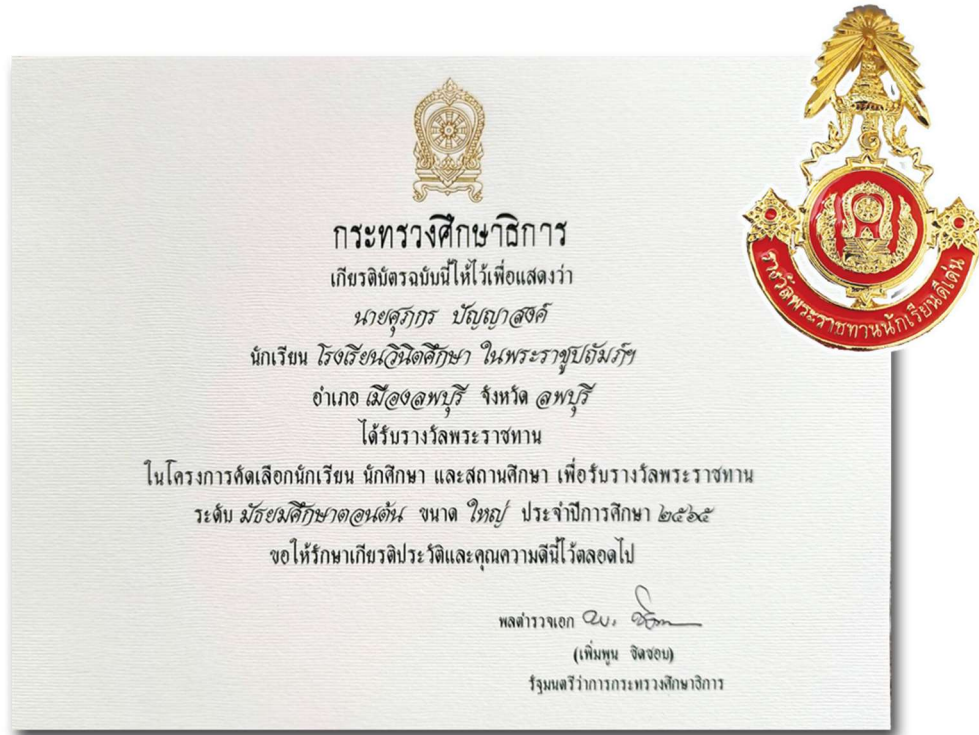 กระทรวงศึกษาธิการ
เกียรติบัตรฉบับนี้ให้ไว้เพื่อแสดงว่า
นายศุภกร ปัญญาสงค์
นักเรียน โรงเรียนวินิตศึกษา ในพระราชูปถัมภ์ฯ
อำเภอ เมืองลพบุรี จังหวัด ลพบุรี
ได้รับรางวัลพระราชทาน
ในโครงการคัดเลือกนักเรียน นักศึกษา และสถานศึกษา เพื่อรับรางวัลพระราชทาน
ระดับ มัธยมศึกษาตอนต้น ขนาด ใหญ่ ประจำปีการศึกษา ๒๕๖๕
ขอให้รักษาเกียรติประวัติและคุณความดีนี้ไว้ตลอดไป
พลตำรวจเอก
(เพิ่มพูน ชิดชอบ)
รัฐมนตรีว่าการกระทรวงศึกษาธิการ
รางวัลพระราชทานนักเรียนดีเด่น